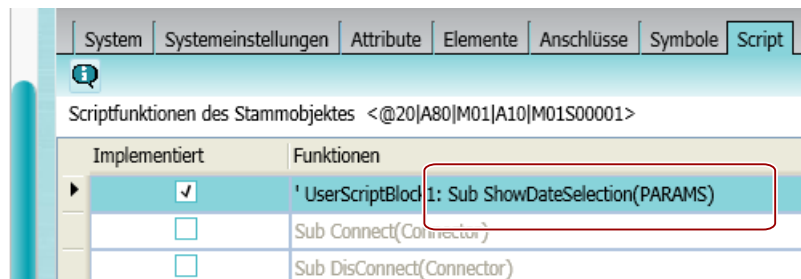 System Systemeinstellungen Attribute Elemente Anschlüsse Symbole Script
Scriptfunktionen des Stammobjektes <@20|A80|M01|A10|M01S00001>
Implementiert Funktionen
' UserScriptBlock1: Sub ShowDateSelection(PARAMS)
Sub Connect(Connector)
Sub DisConnect(Connector)